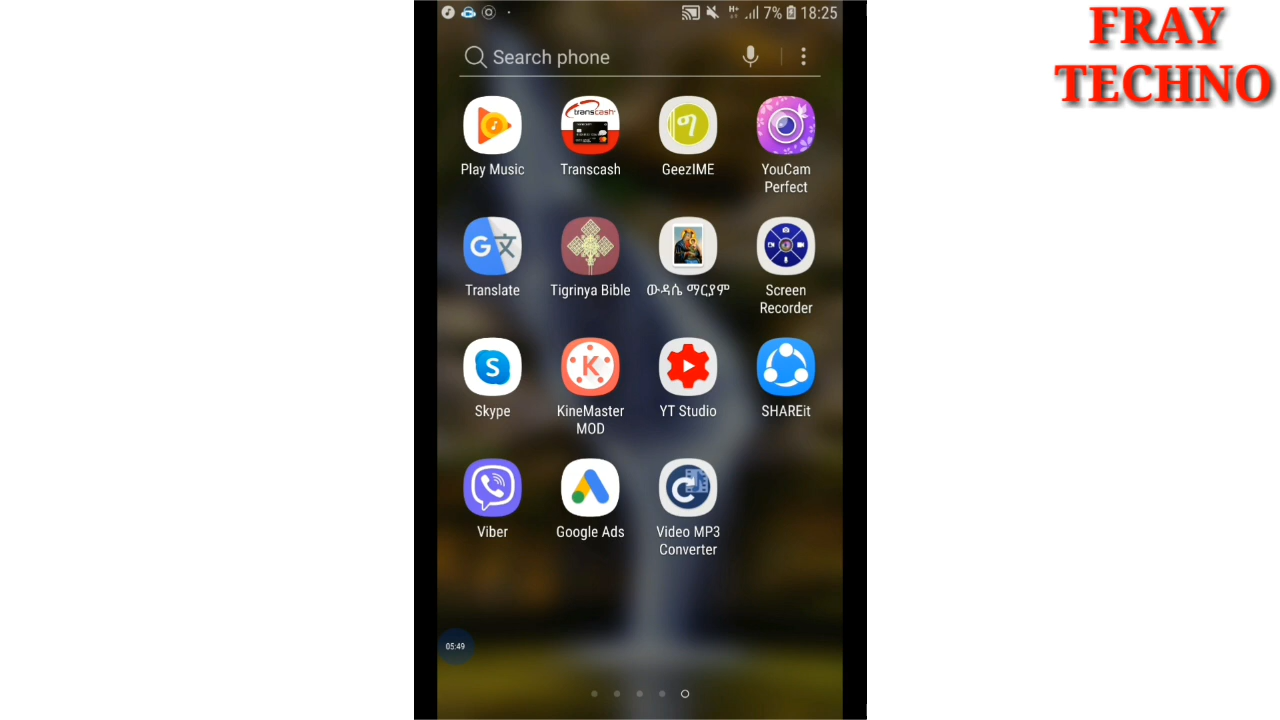 FRAY
TECHNO
7% 18:25
Search phone
transcash
Play Music
Transcash
GeezIME
YouCam
Perfect
Translate
Tigrinya Bible
ውዳሴ ማርያም
Screen
Recorder
Skype
KineMaster
MOD
YT Studio
SHAREit
Viber
Google Ads
Video MP3
Converter
05:49